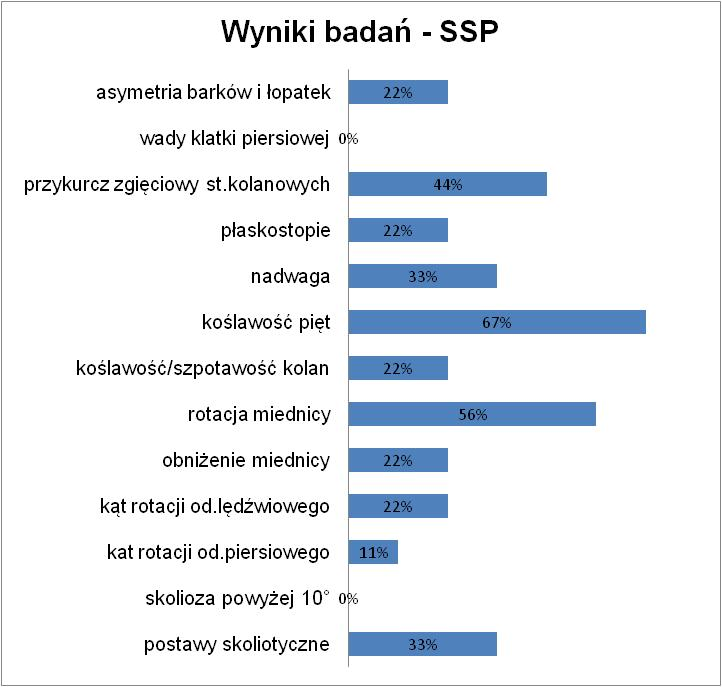 Wyniki badań - SSP
asymetria barków i łopatek 22%
wady klatki piersiowej 0%
przykurcz zgięciowy st.kolanowych 44%
płaskostopie 22%
nadwaga 33%
koślawość pięt 67%
koślawość/szpotawość kolan 22%
rotacja miednicy 56%
obniżenie miednicy 22%
kąt rotacji od.lędźwiowego 22%
kat rotacji od.piersiowego 11%
skolioza powyżej 10° 0%
postawy skoliotyczne 33%